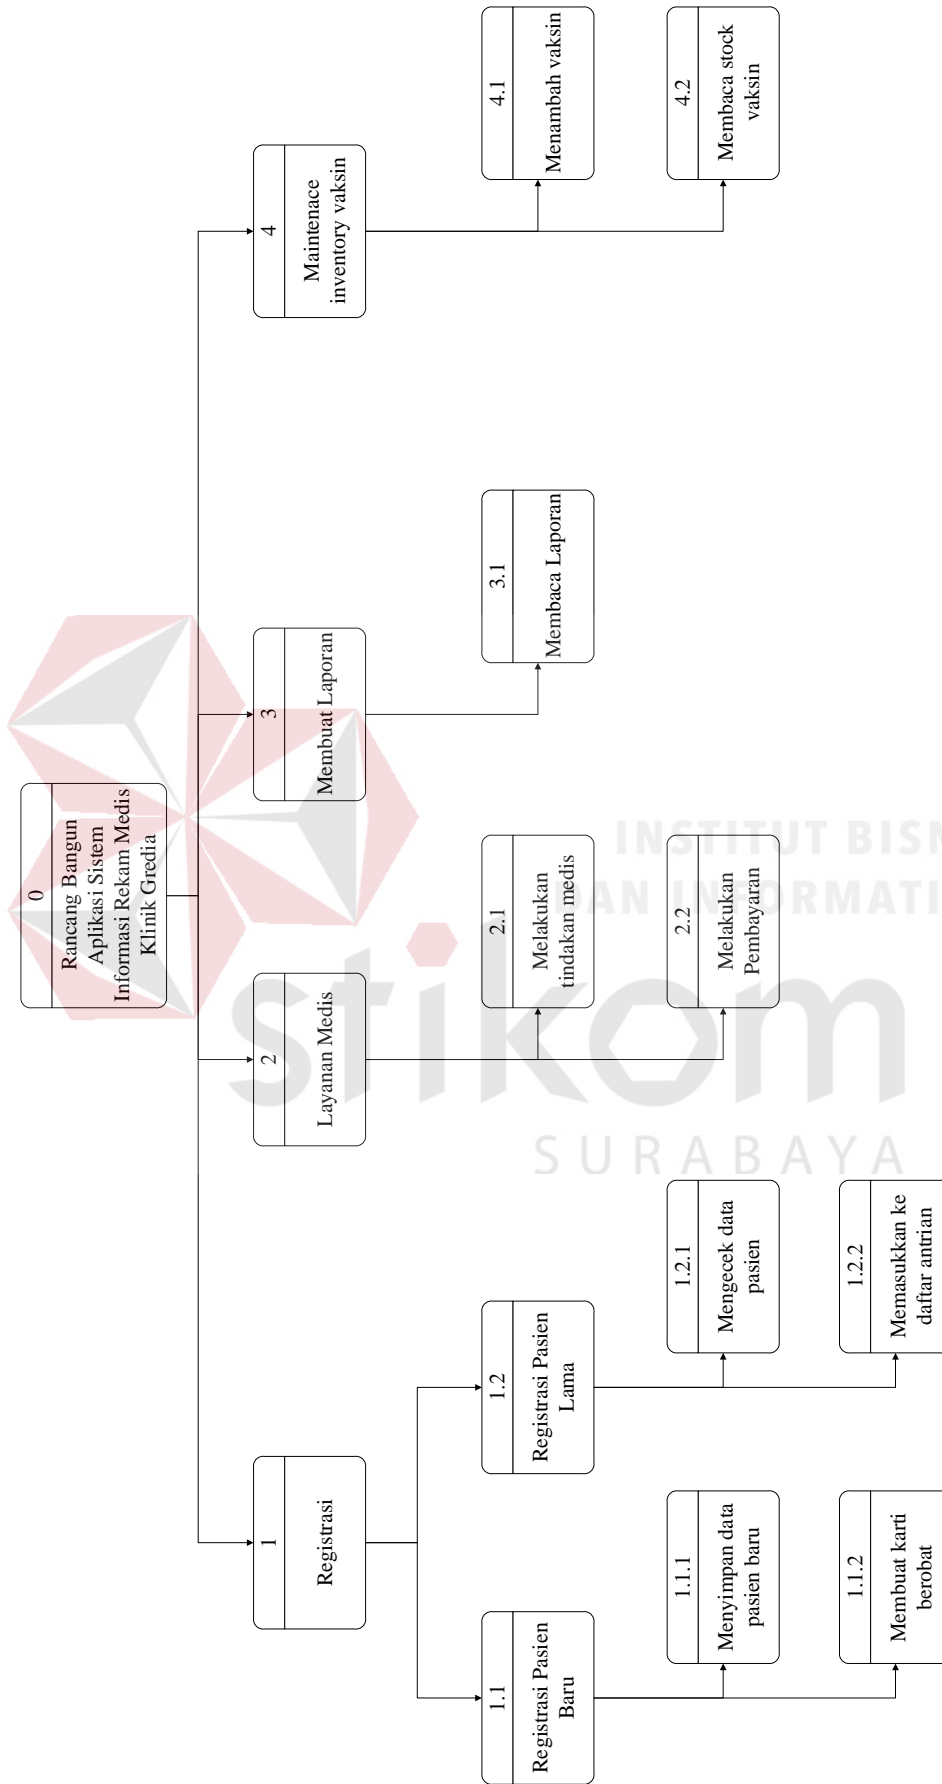 0
Rancang Bangun
Aplikasi Sistem
Informasi Rekam Medis
Klinik Gredia
1
Registrasi
2
Layanan Medis
3
Membuat Laporan
4
Maintenace
inventory vaksin
1.1
Registrasi Pasien
Baru
1.2
Registrasi Pasien
Lama
2.1
Melakukan
tindakan medis
3.1
Membaca Laporan
4.1
Menambah vaksin
1.1.1
Menyimpan data
pasien baru
1.2.1
Mengecek data
pasien
2.2
Melakukan
Pembayaran
4.2
Membaca stock
vaksin
1.1.2
Membuat karti
berobat
1.2.2
Memasukkan ke
daftar antrian
INSTITUT BISN
DAN INFORMATI
stikom
SURABAYA